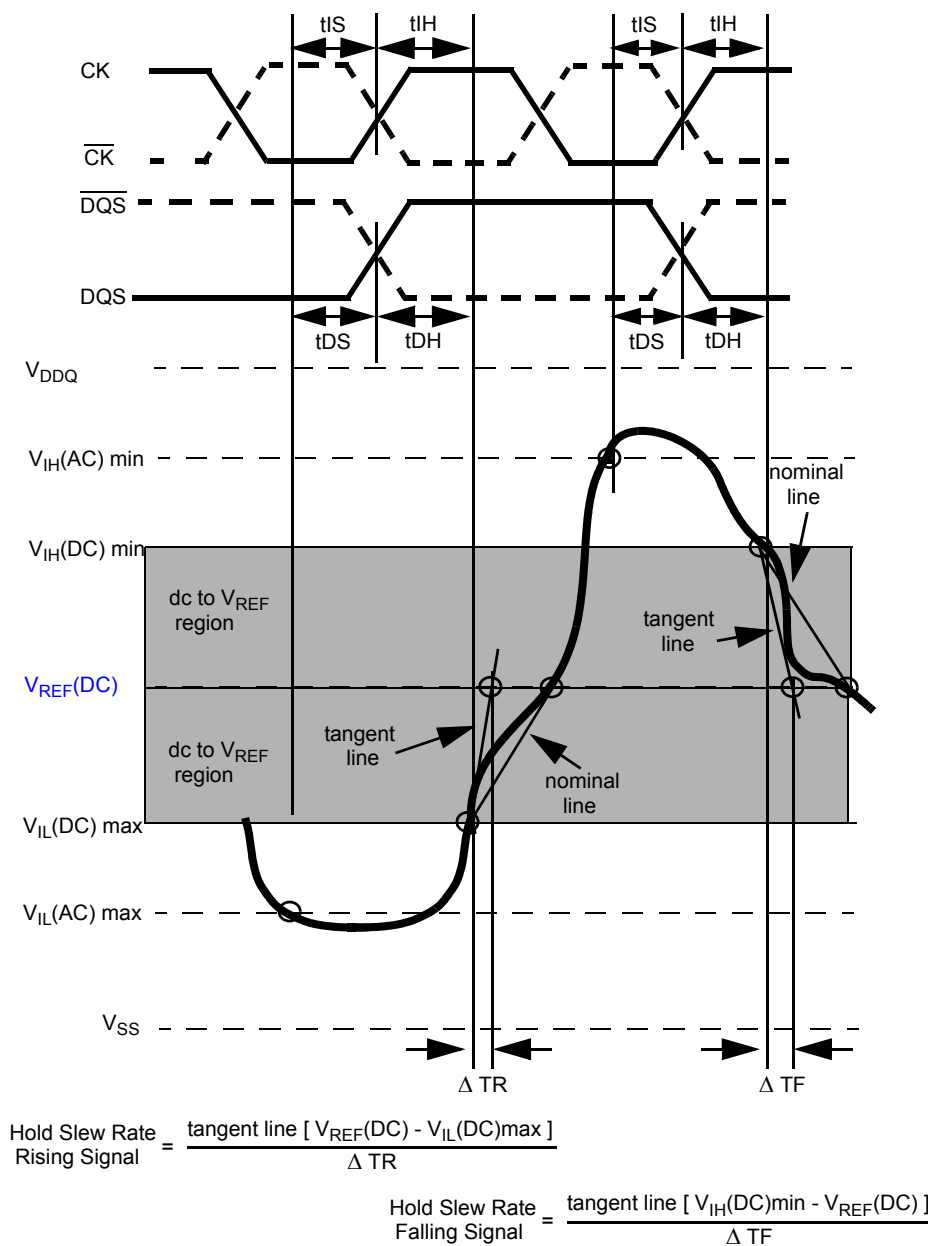 tIS tIH tIS tIH
CK
CK
DQS
DQS
tDS tDH tDS tDH
VDDQ
VIH(AC) min
nominal
line
VIH(DC) min
dc to VREF
region
tangent
line
VREF(DC)
tangent
line
dc to VREF
region
nominal
line
VIL(DC) max
VIL(AC) max
VSS
Δ TR Δ TF
Hold Slew Rate
Rising Signal
=
tangent line [ VREF(DC) - VIL(DC)max ]
Δ TR
Hold Slew Rate
Falling Signal
=
tangent line [ VIH(DC)min - VREF(DC) ]
Δ TF